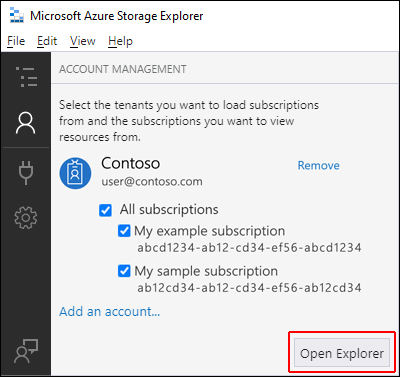 Microsoft Azure Storage Explorer
File Edit View Help
ACCOUNT MANAGEMENT
Select the tenants you want to load subscriptions
from and the subscriptions you want to view
resources from.
Contoso Remove
user@contoso.com
All subscriptions
My example subscription
abcd1234-ab12-cd34-ef56-abcd1234
My sample subscription
ab12cd34-ab12-cd34-ef56-ab12cd34
Add an account...
Open Explorer